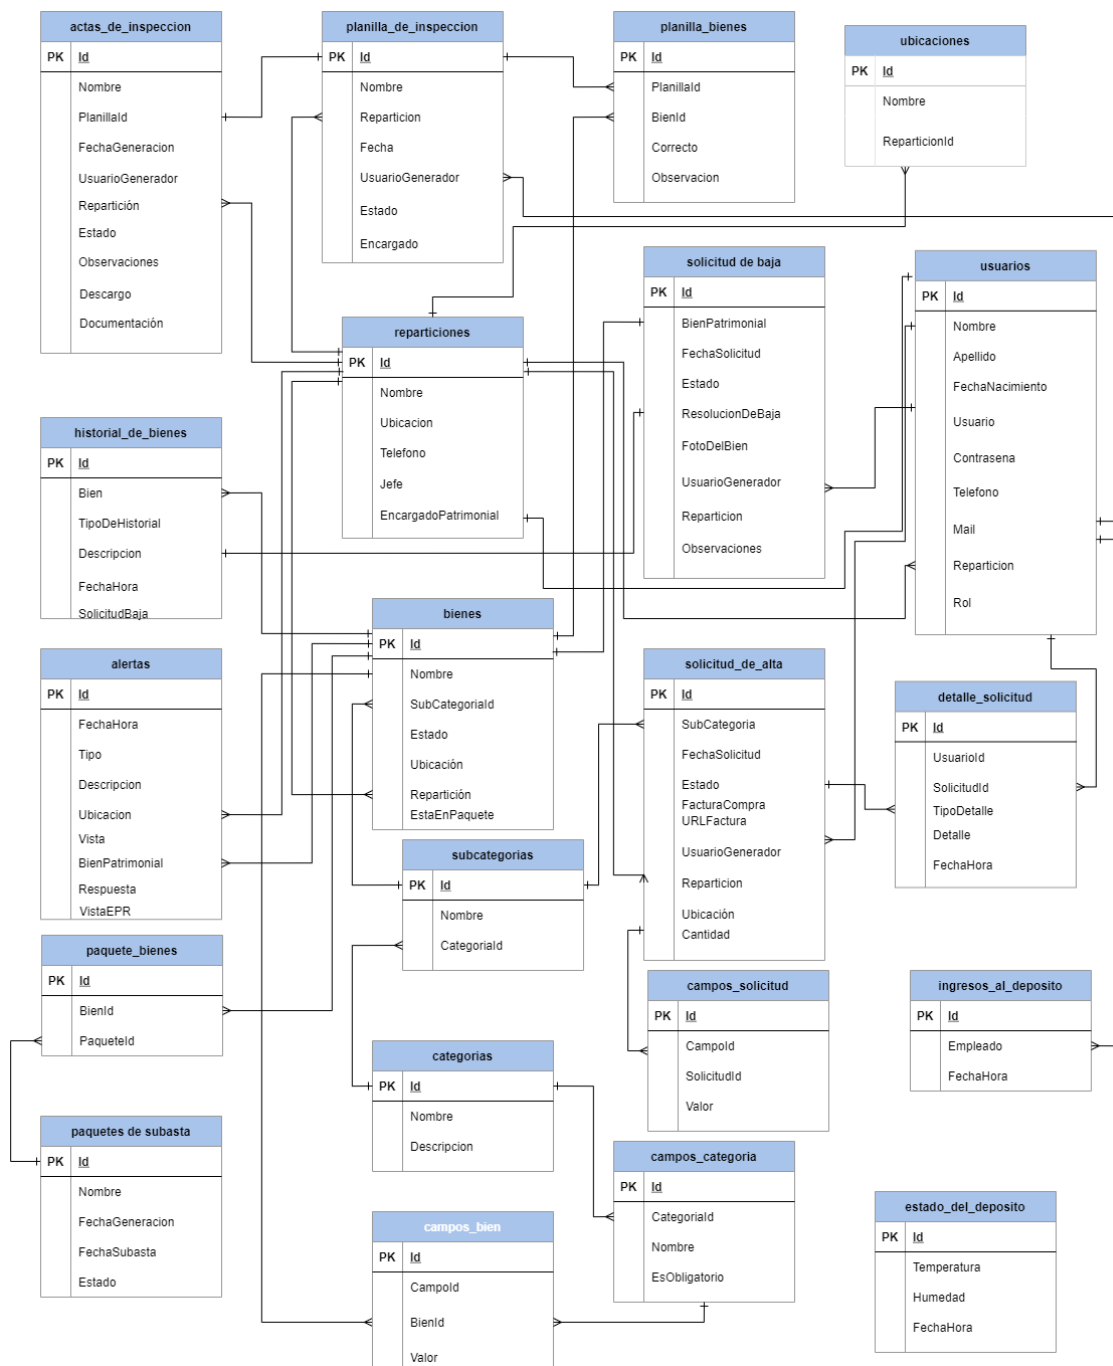 actas_de_inspeccion
PK Id
Nombre
PlanillaId
FechaGeneracion
UsuarioGenerador
Repartición
Estado
Observaciones
Descargo
Documentación
planilla_de_inspeccion
PK Id
Nombre
Reparticion
Fecha
UsuarioGenerador
Estado
Encargado
planilla_bienes
PK Id
PlanillaId
BienId
Correcto
Observacion
ubicaciones
PK Id
Nombre
ReparticionId
solicitud de baja
PK Id
BienPatrimonial
FechaSolicitud
Estado
ResolucionDeBaja
FotoDelBien
UsuarioGenerador
Reparticion
Observaciones
usuarios
PK Id
Nombre
Apellido
FechaNacimiento
Usuario
Contrasena
Telefono
Mail
Reparticion
Rol
reparticiones
PK Id
Nombre
Ubicacion
Telefono
Jefe
EncargadoPatrimonial
historial_de_bienes
PK Id
Bien
TipoDeHistorial
Descripcion
FechaHora
SolicitudBaja
bienes
PK Id
Nombre
SubCategoriaId
Estado
Ubicación
Repartición
EstaEnPaquete
alertas
PK Id
FechaHora
Tipo
Descripcion
Ubicacion
Vista
BienPatrimonial
Respuesta
VistaEPR
solicitud_de_alta
PK Id
SubCategoria
FechaSolicitud
Estado
FacturaCompra
URLFactura
UsuarioGenerador
Reparticion
Ubicación
Cantidad
detalle_solicitud
PK Id
UsuarioId
SolicitudId
TipoDetalle
Detalle
FechaHora
subcategorias
PK Id
Nombre
CategoriaId
paquete_bienes
PK Id
BienId
PaqueteId
campos_solicitud
PK Id
CampoId
SolicitudId
Valor
ingresos_al_deposito
PK Id
Empleado
FechaHora
categorias
PK Id
Nombre
Descripcion
paquetes de subasta
PK Id
Nombre
FechaGeneracion
FechaSubasta
Estado
campos_categoria
PK Id
CategoriaId
Nombre
EsObligatorio
campos_bien
PK Id
CampoId
BienId
Valor
estado_del_deposito
PK Id
Temperatura
Humedad
FechaHora